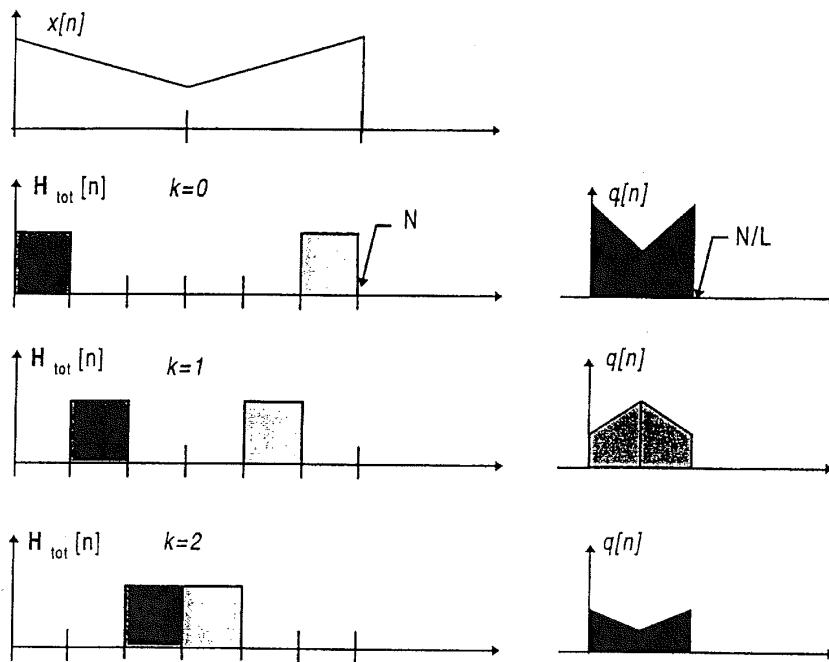 x[n]
H tot [n] k=0
N
q[n]
N/L
H tot [n] k=1
q[n]
H tot [n] k=2
q[n]